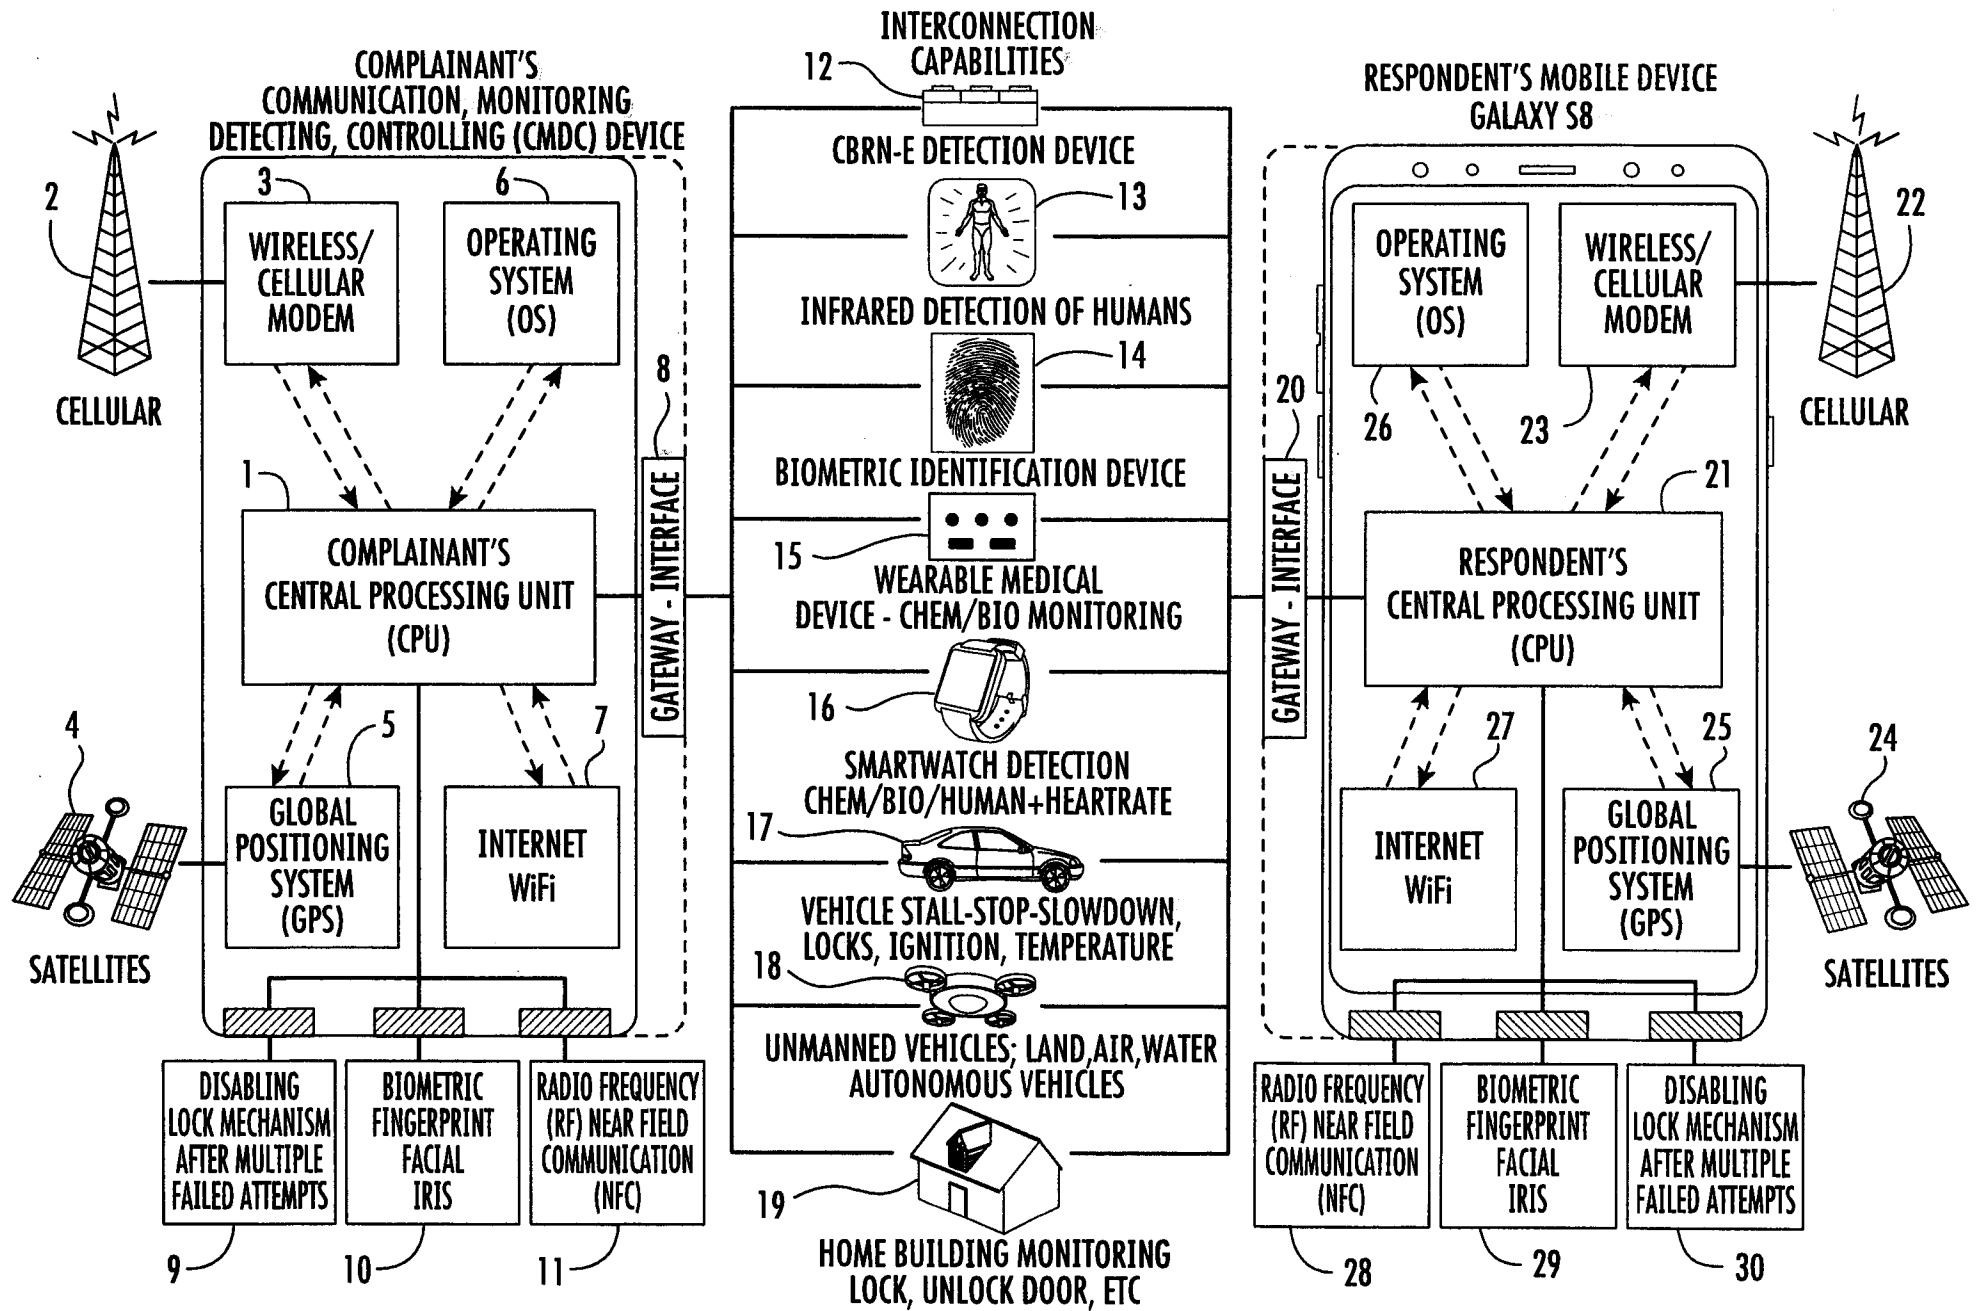 COMPLAINANT'S
COMMUNICATION, MONITORING
DETECTING, CONTROLLING (CMDC) DEVICE
2
CELLULAR
3
WIRELESS/
CELLULAR
MODEM
6
OPERATING
SYSTEM
(OS)
8
GATEWAY - INTERFACE
1
COMPLAINANT'S
CENTRAL PROCESSING UNIT
(CPU)
4
SATELLITES
5
GLOBAL
POSITIONING
SYSTEM
(GPS)
7
INTERNET
WiFi
DISABLING
LOCK MECHANISM
AFTER MULTIPLE
FAILED ATTEMPTS
9
BIOMETRIC
FINGERPRINT
FACIAL
IRIS
10
RADIO FREQUENCY
(RF) NEAR FIELD
COMMUNICATION
(NFC)
11
INTERCONNECTION
CAPABILITIES
12
CBRN-E DETECTION DEVICE
13
INFRARED DETECTION OF HUMANS
14
BIOMETRIC IDENTIFICATION DEVICE
15
WEARABLE MEDICAL
DEVICE - CHEM/BIO MONITORING
16
SMARTWATCH DETECTION
CHEM/BIO/HUMAN+HEARTRATE
17
VEHICLE STALL-STOP-SLOWDOWN,
LOCKS, IGNITION, TEMPERATURE
18
UNMANNED VEHICLES; LAND,AIR,WATER
AUTONOMOUS VEHICLES
19
HOME BUILDING MONITORING
LOCK, UNLOCK DOOR, ETC
RESPONDENT'S MOBILE DEVICE
GALAXY S8
20
GATEWAY - INTERFACE
OPERATING
SYSTEM
(OS)
26
WIRELESS/
CELLULAR
MODEM
23
22
CELLULAR
21
RESPONDENT'S
CENTRAL PROCESSING UNIT
(CPU)
27
INTERNET
WiFi
25
GLOBAL
POSITIONING
SYSTEM
(GPS)
24
SATELLITES
RADIO FREQUENCY
(RF) NEAR FIELD
COMMUNICATION
(NFC)
28
BIOMETRIC
FINGERPRINT
FACIAL
IRIS
29
DISABLING
LOCK MECHANISM
AFTER MULTIPLE
FAILED ATTEMPTS
30